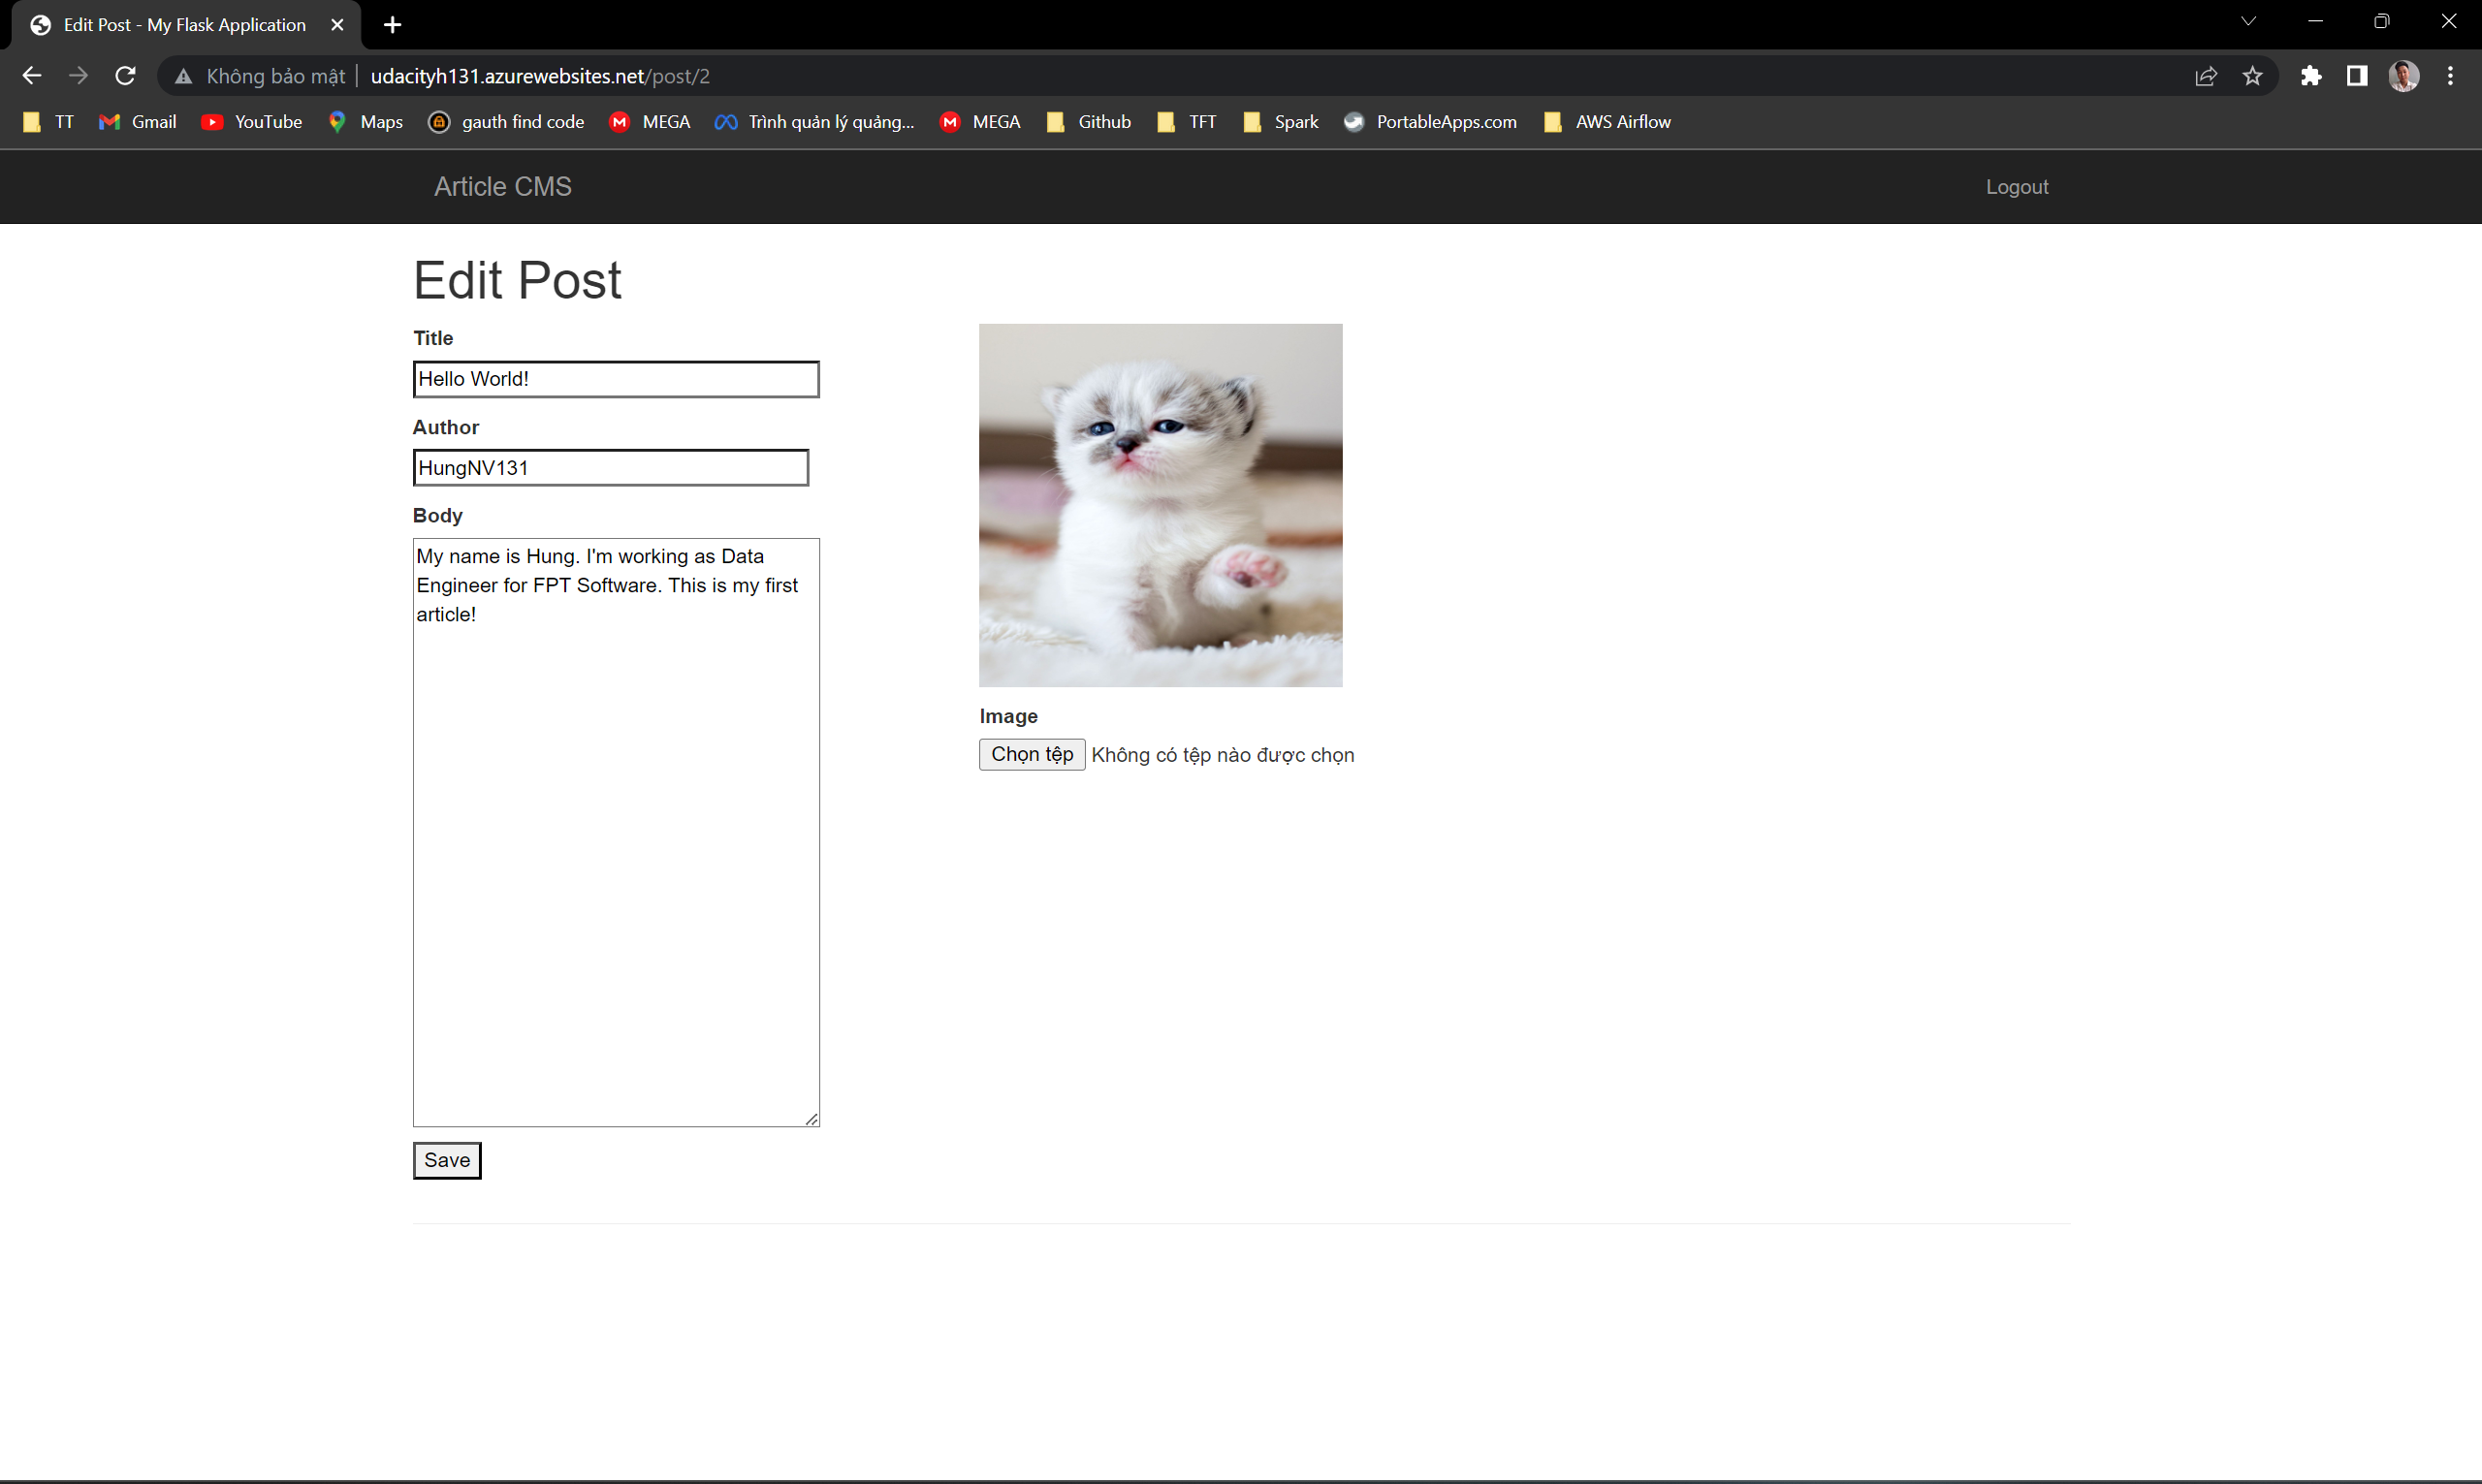 Edit Post - My Flask Application
Không bảo mật | udacityh131.azurewebsites.net/post/2
TT Gmail YouTube Maps gauth find code MEGA Trình quản lý quảng... MEGA Github TFT Spark PortableApps.com AWS Airflow
Article CMS Logout
Edit Post
Title
Hello World!
Author
HungNV131
Body
My name is Hung. I'm working as Data
Engineer for FPT Software. This is my first
article!
Save
Image
Chọn tệp Không có tệp nào được chọn